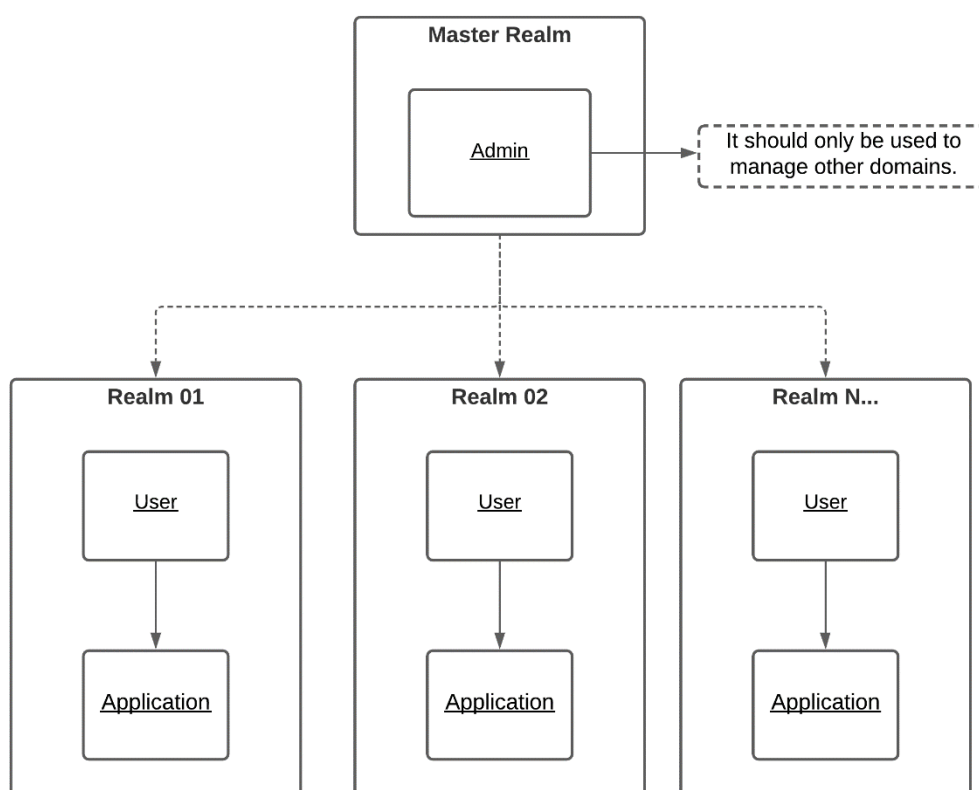 Master Realm
Admin
It should only be used to
manage other domains.
Realm 01
Realm 02
Realm N...
User
User
User
Application
Application
Application